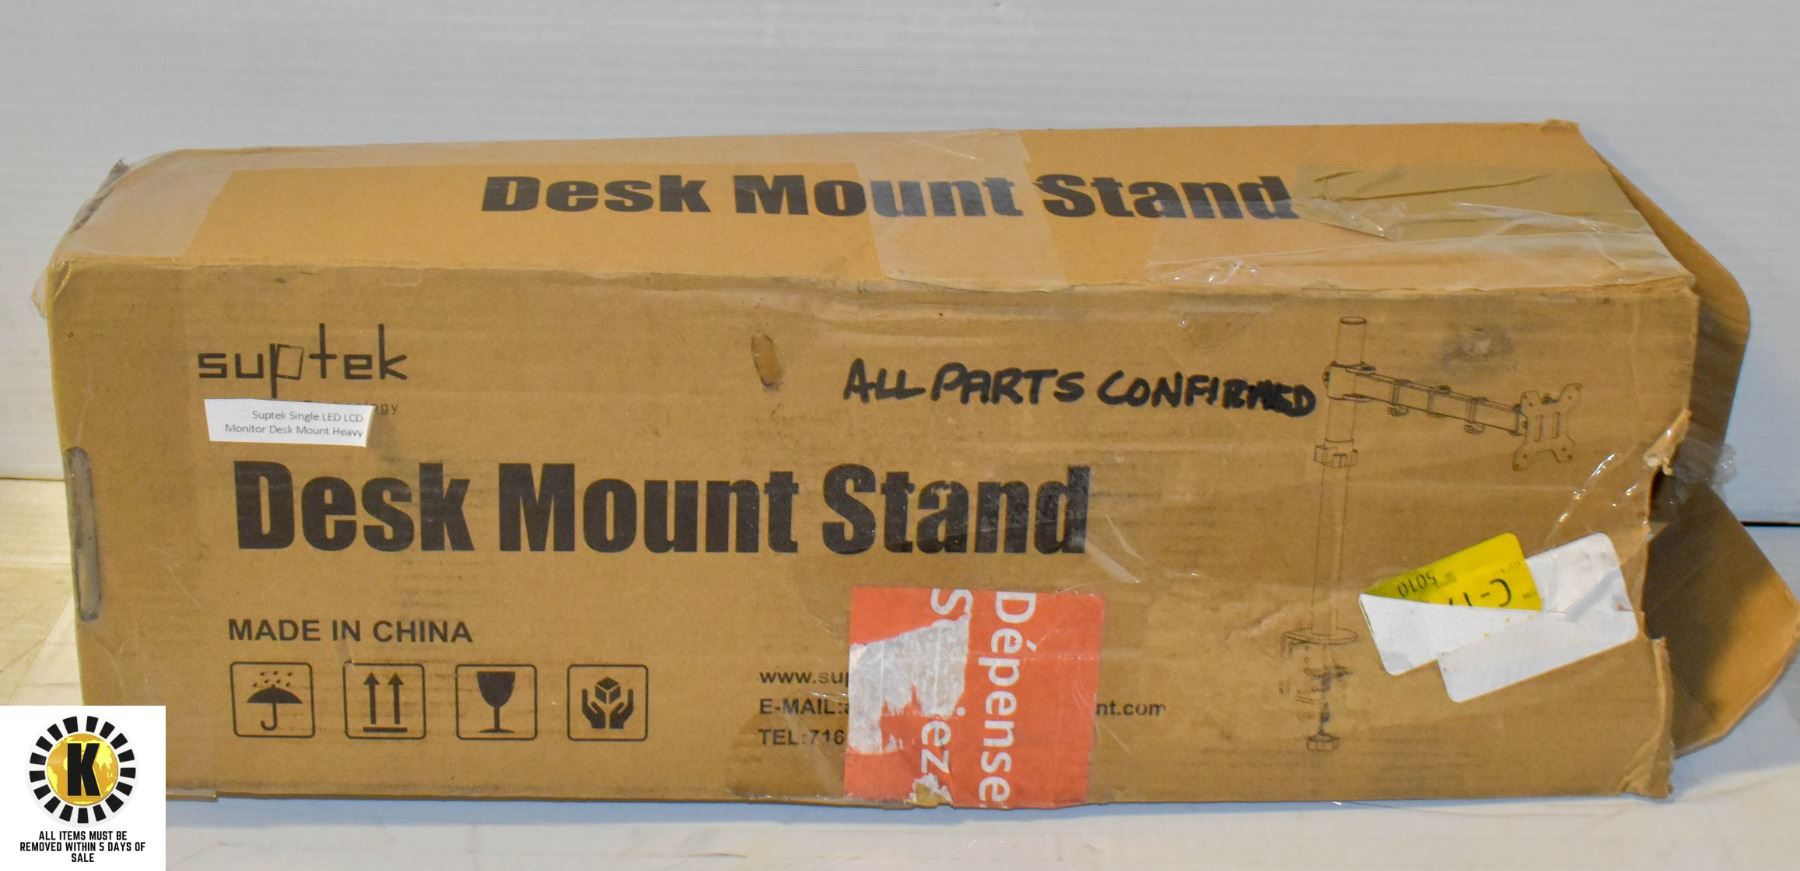 Desk Mount Stand
suptek
Suptek Single LED LCD
Monitor Desk Mount Heavy
ALL PARTS CONFIRMED
Desk Mount Stand
MADE IN CHINA
www.sup
E-MAIL:
nt.com
TEL:716
Dépense
C-17
5010
K
ALL ITEMS MUST BE
REMOVED WITHIN 5 DAYS OF
SALE